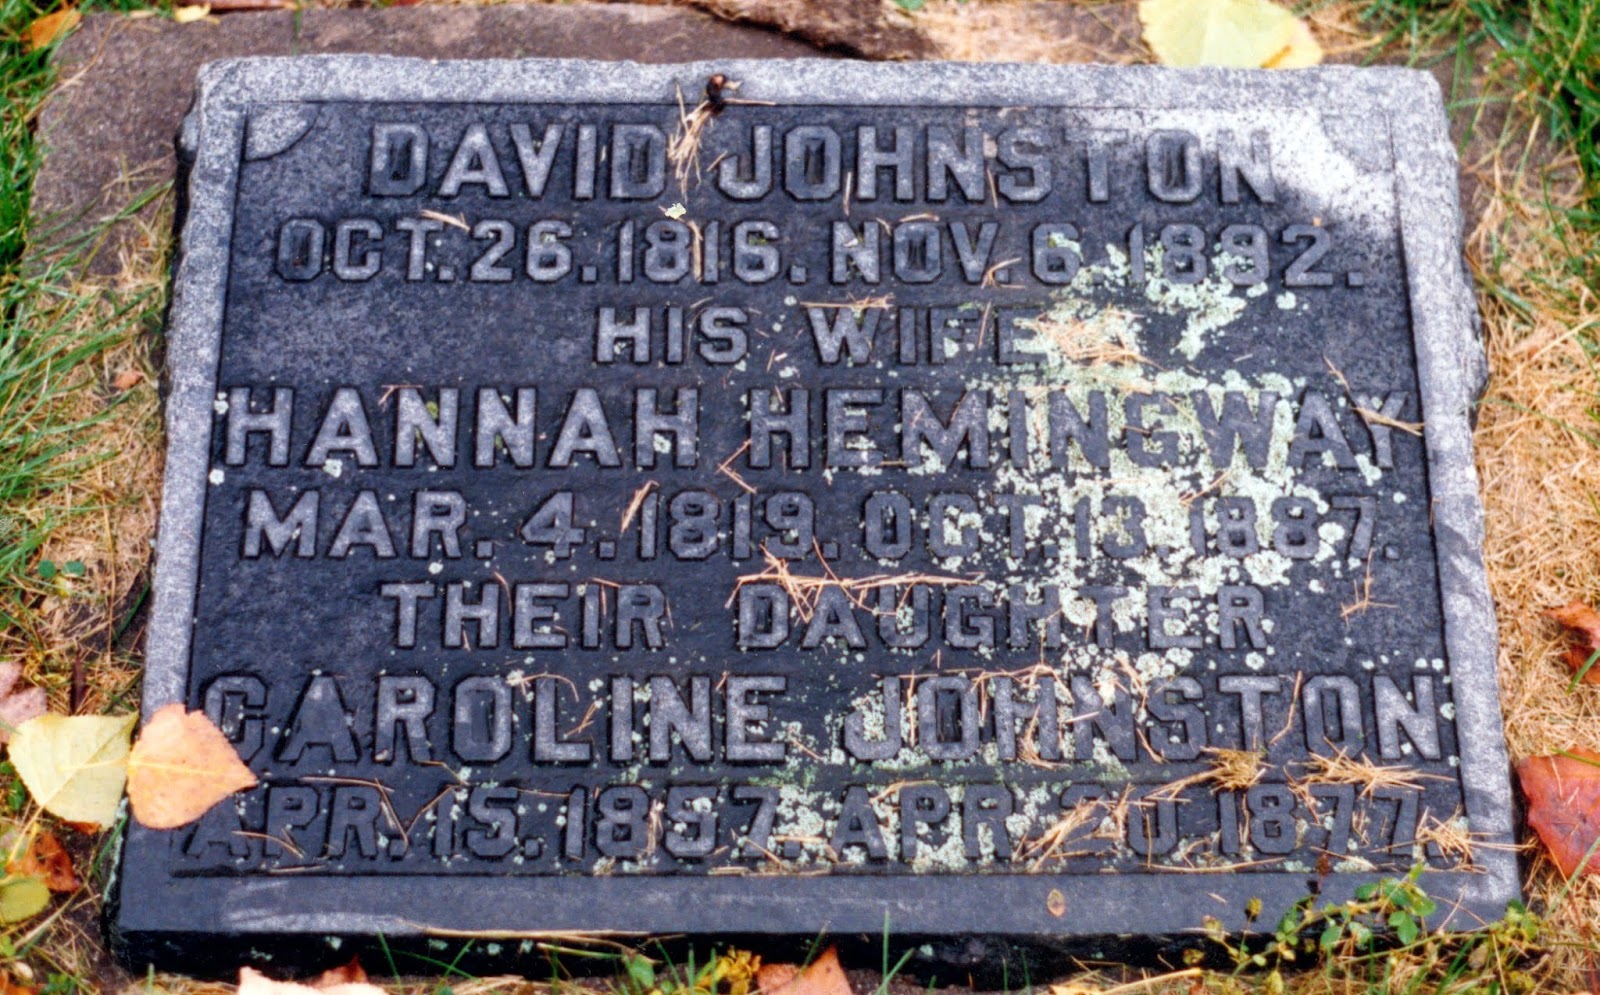 DAVID JOHNSTON
OCT. 26. 1816. NOV. 6. 1892.
HIS WIFE
HANNAH HEMINGWAY
MAR. 4. 1819. OCT. 13. 1887.
THEIR DAUGHTER
CAROLINE JOHNSTON
APR. 15. 1857. APR. 20. 1877.